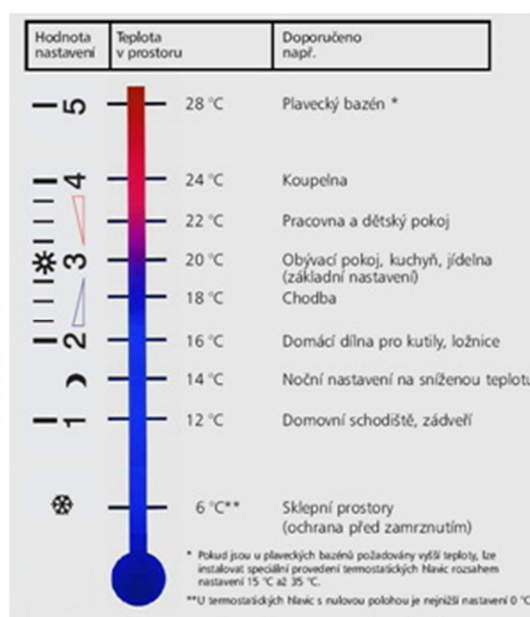 Hodnota nastavení
Teplota v prostoru
Doporučeno např.
5 28 °C Plavecký bazén *
4 24 °C Koupelna
22 °C Pracovna a dětský pokoj
3 20 °C Obývací pokoj, kuchyň, jídelna
(základní nastavení)
18 °C Chodba
2 16 °C Domácí dílna pro kutily, ložnice
14 °C Noční nastavení na sníženou teplotu
1 12 °C Domovní schodiště, zádveří
6 °C** Sklepní prostory
(ochrana před zamrznutím)
* Pokud jsou u plaveckých bazénů požadovány vyšší teploty, lze
instalovat speciální provedení termostatických hlavic rozsahem
nastavení 15 °C až 35 °C.
**U termostatických hlavic s nulovou polohou je nejnižší nastavení 0 °C